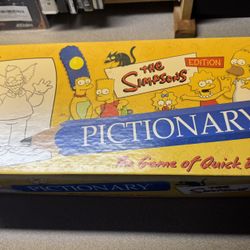 THE
Simpsons
EDITION
PICTIONARY
The Game of Quick
PICTIONARY